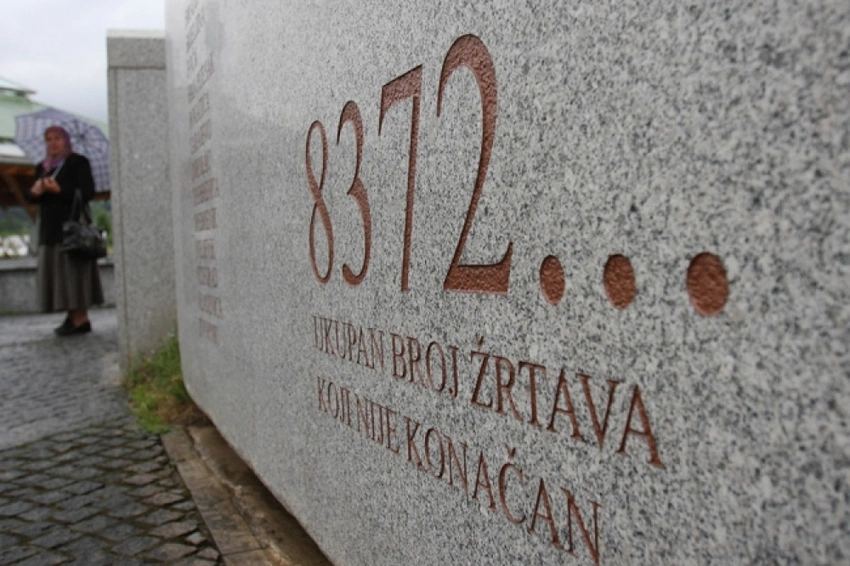 8372...
UKUPAN BROJ ŽRTAVA
KOJI NIJE KONAČAN